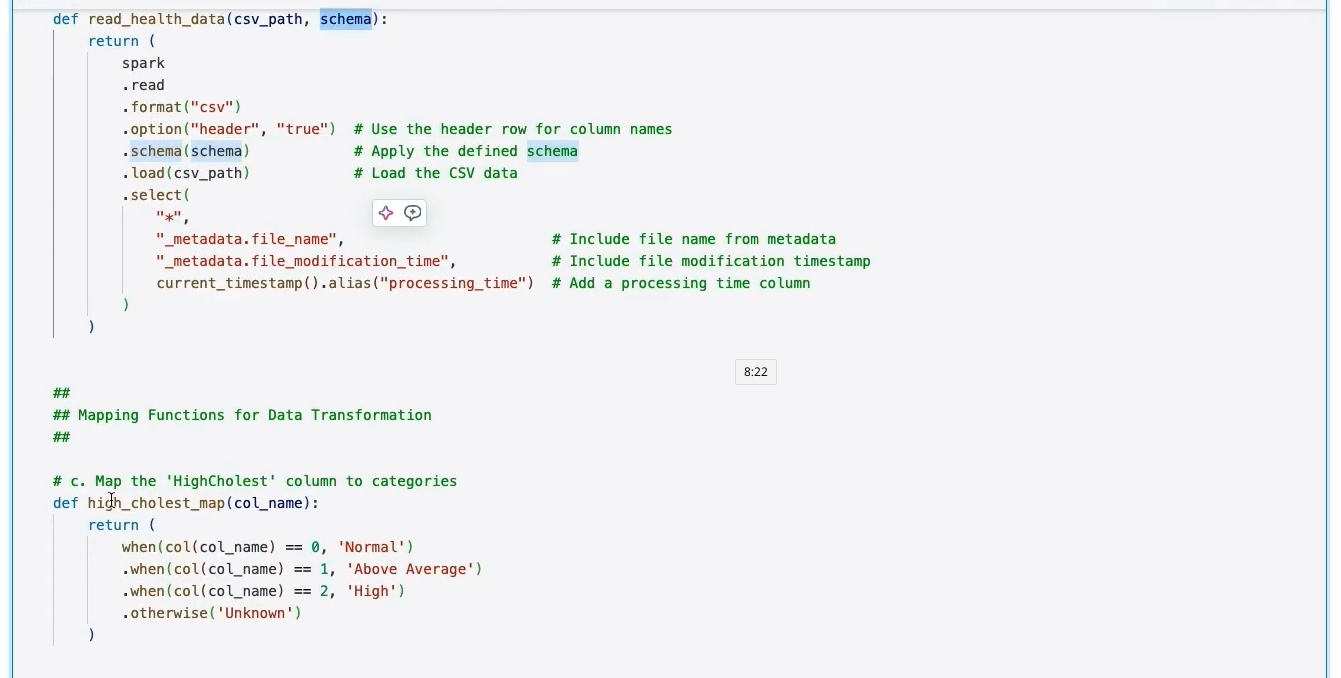 def read_health_data(csv_path, schema):
return (
spark
.read
.format("csv")
.option("header", "true") # Use the header row for column names
.schema(schema) # Apply the defined schema
.load(csv_path) # Load the CSV data
.select(
"*",
"_metadata.file_name", # Include file name from metadata
"_metadata.file_modification_time", # Include file modification timestamp
current_timestamp().alias("processing_time") # Add a processing time column
)
)
8:22
##
## Mapping Functions for Data Transformation
##
# c. Map the 'HighCholest' column to categories
def high_cholest_map(col_name):
return (
when(col(col_name) == 0, 'Normal')
.when(col(col_name) == 1, 'Above Average')
.when(col(col_name) == 2, 'High')
.otherwise('Unknown')
)